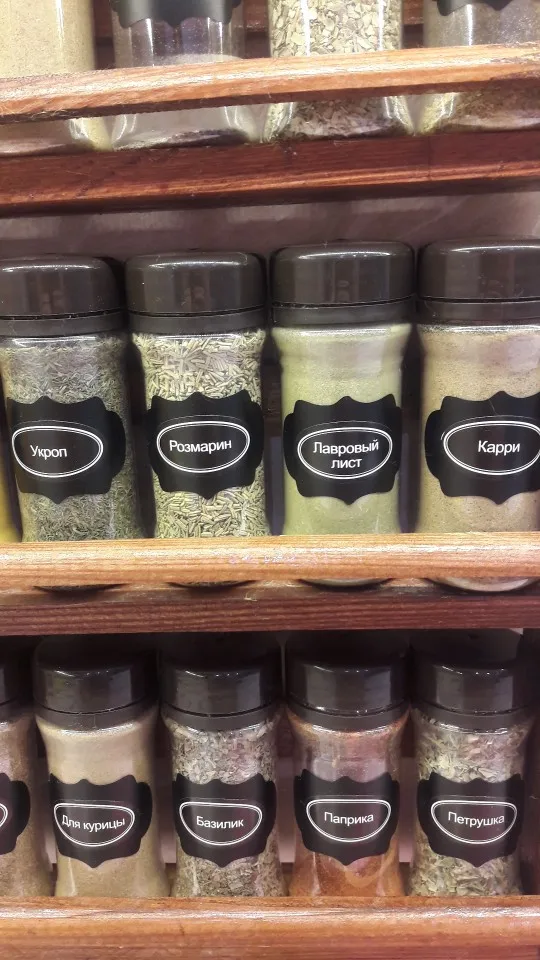 Укроп
Розмарин
Лавровый
лист
Карри
Для курицы
Базилик
Паприка
Петрушка